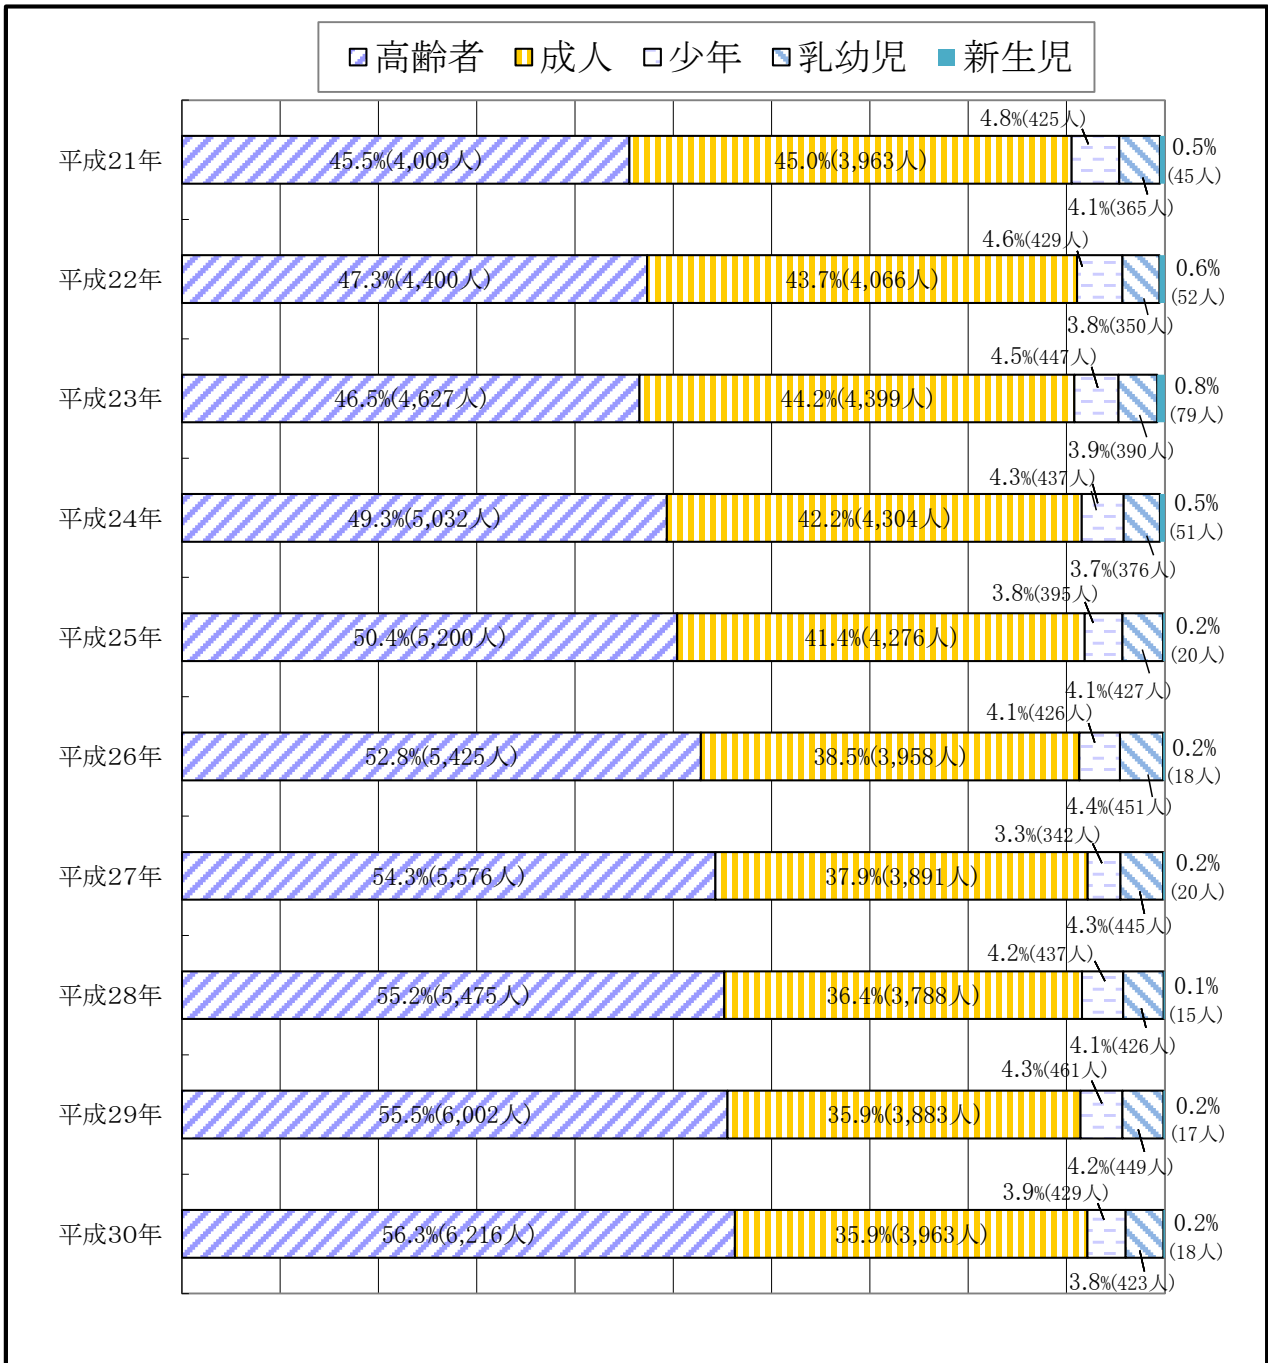 高齢者 成人 少年 乳幼児 新生児
4.8%(425人)
平成21年 45.5%(4,009人) 45.0%(3,963人) 0.5%
(45人)
4.1%(365人)
4.6%(429人)
平成22年 47.3%(4,400人) 43.7%(4,066人) 0.6%
(52人)
3.8%(350人)
4.5%(447人)
平成23年 46.5%(4,627人) 44.2%(4,399人) 0.8%
(79人)
3.9%(390人)
4.3%(437人)
平成24年 49.3%(5,032人) 42.2%(4,304人) 0.5%
(51人)
3.7%(376人)
3.8%(395人)
平成25年 50.4%(5,200人) 41.4%(4,276人) 0.2%
(20人)
4.1%(427人)
4.1%(426人)
平成26年 52.8%(5,425人) 38.5%(3,958人) 0.2%
(18人)
4.4%(451人)
3.3%(342人)
平成27年 54.3%(5,576人) 37.9%(3,891人) 0.2%
(20人)
4.3%(445人)
4.2%(437人)
平成28年 55.2%(5,475人) 36.4%(3,788人) 0.1%
(15人)
4.1%(426人)
4.3%(461人)
平成29年 55.5%(6,002人) 35.9%(3,883人) 0.2%
(17人)
4.2%(449人)
3.9%(429人)
平成30年 56.3%(6,216人) 35.9%(3,963人) 0.2%
(18人)
3.8%(423人)